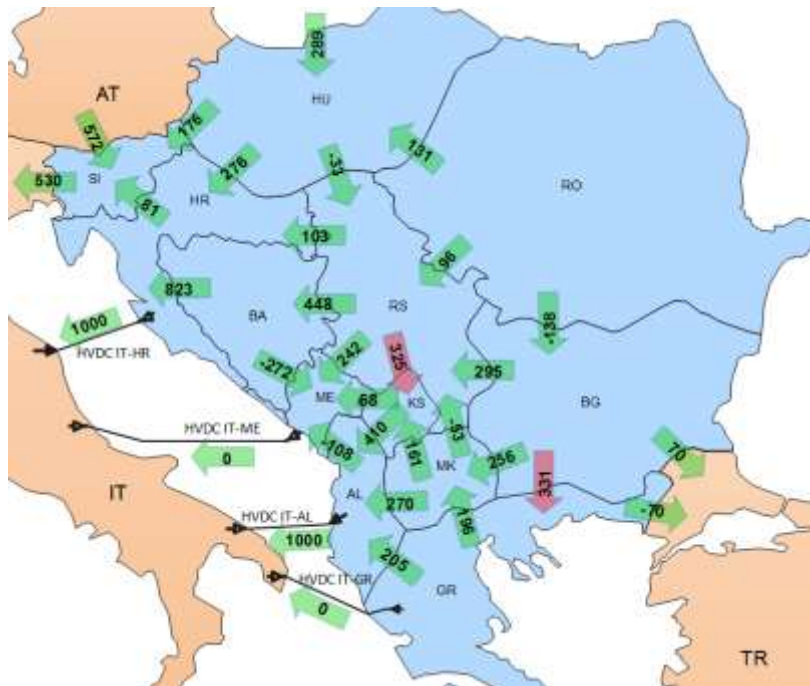 289
HU
AT
176
572
131
276
-33
530
SI
HR
RO
81
103
96
823
BA
448
RS
1000
-138
HVDC IT-HR
242
325
-272
295
ME
68
KS
BG
HVDC IT-ME
-108
410
161
-53
0
MK
256
70
IT
AL
331
270
HVDC IT-AL
196
-70
1000
205
HVDC IT-GR
GR
0
TR